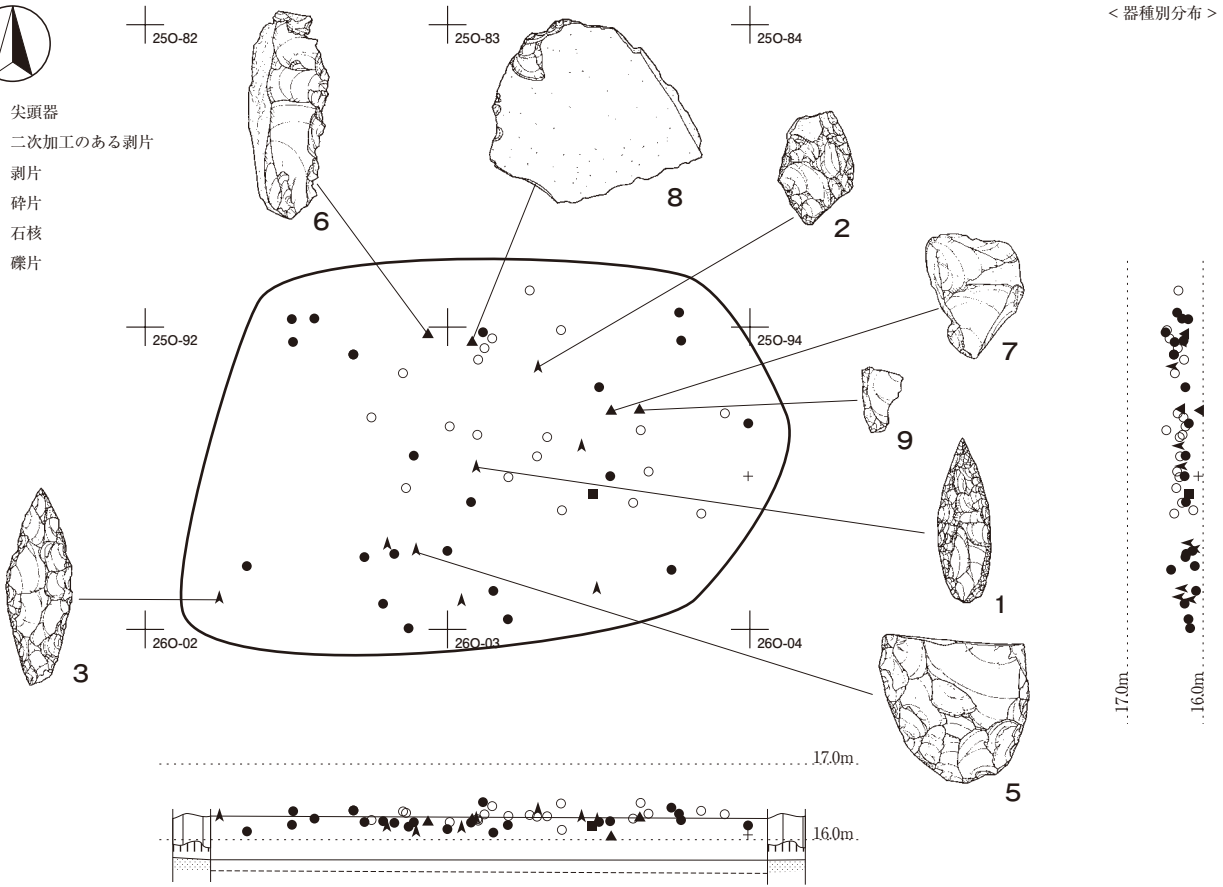 <器種別分布>
25O-82
25O-83
25O-84
尖頭器
二次加工のある剥片
剥片
砕片
石核
礫片
6
8
2
7
25O-92
25O-94
9
1
3
26O-02
26O-03
26O-04
5
17.0m
16.0m
17.0m
16.0m